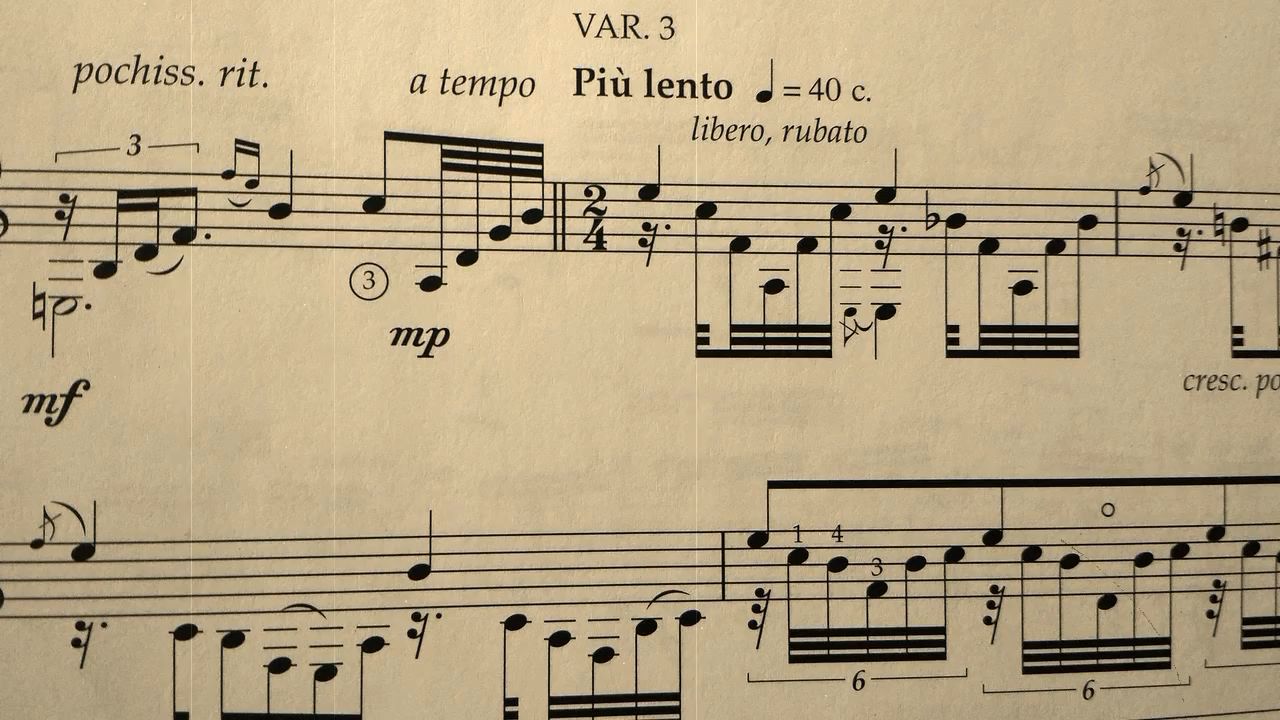 VAR. 3
pochiss. rit. a tempo Più lento ♩ = 40 c.
libero, rubato
3
2
4
3
mp
mf
cresc. po
1 4
3
6 6